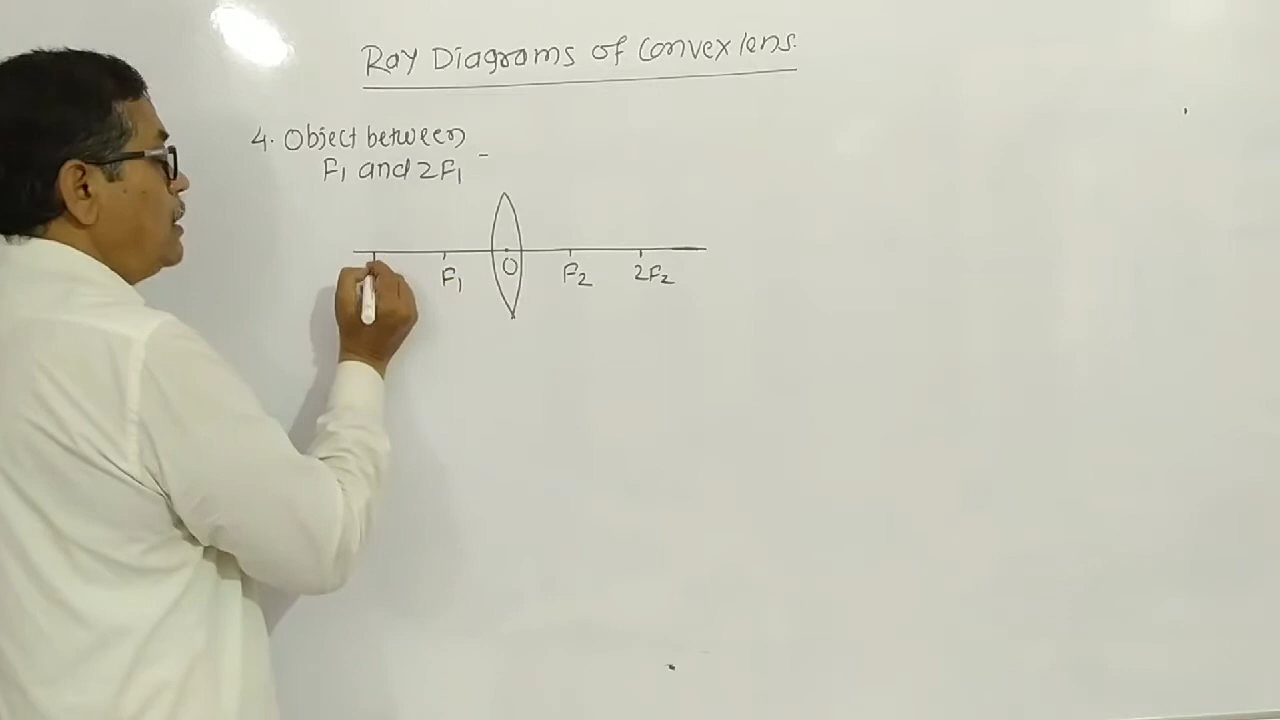 Ray Diagrams of Convex lens.
4. Object between
F₁ and 2F₁ -
F₁ O F₂ 2F₂